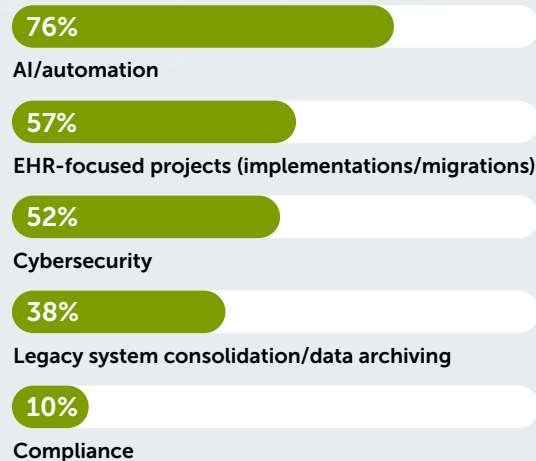 76%
AI/automation
57%
EHR-focused projects (implementations/migrations)
52%
Cybersecurity
38%
Legacy system consolidation/data archiving
10%
Compliance